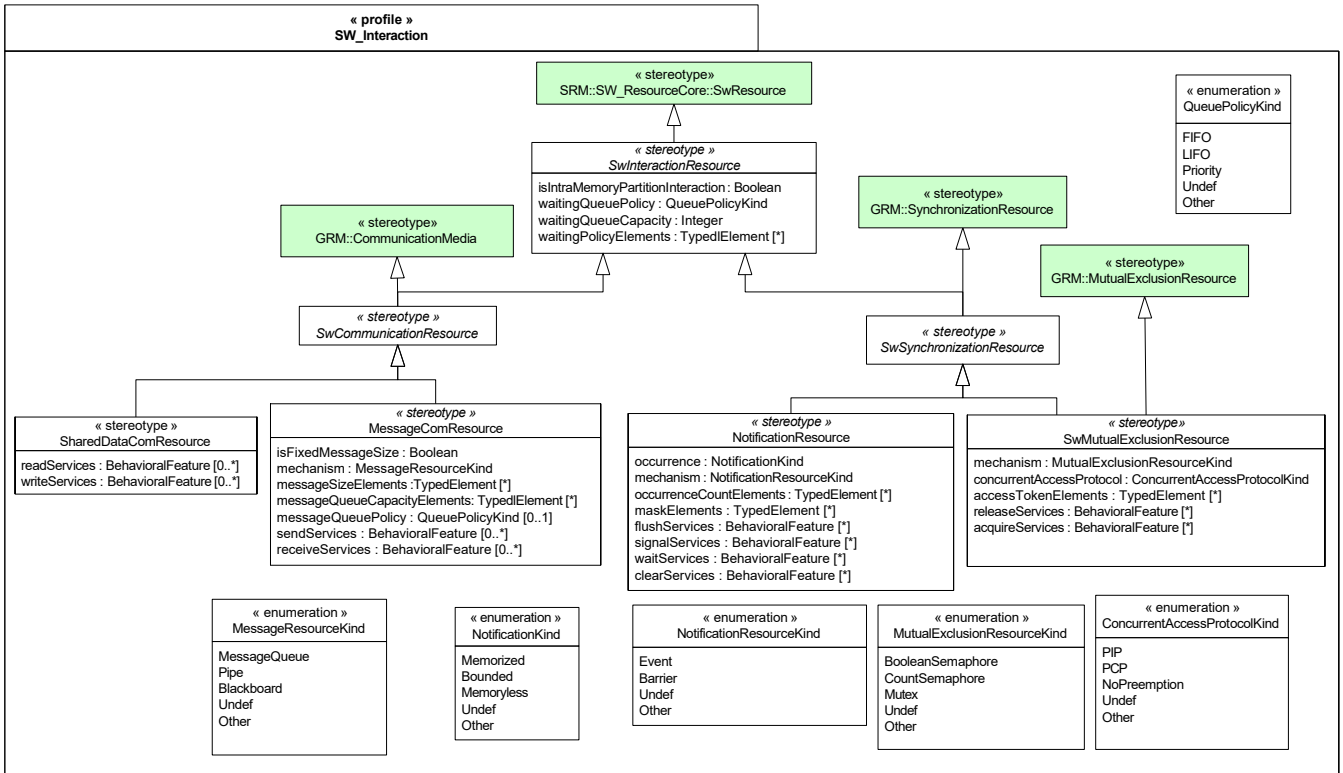 « profile »
SW_Interaction
« stereotype»
SRM::SW_ResourceCore::SwResource
« enumeration »
QueuePolicyKind
FIFO
LIFO
Priority
Undef
Other
« stereotype »
SwInteractionResource
isIntraMemoryPartitionInteraction : Boolean
waitingQueuePolicy : QueuePolicyKind
waitingQueueCapacity : Integer
waitingPolicyElements : TypedlElement [*]
« stereotype»
GRM::SynchronizationResource
« stereotype»
GRM::CommunicationMedia
« stereotype»
GRM::MutualExclusionResource
« stereotype »
SwCommunicationResource
« stereotype »
SwSynchronizationResource
« stereotype »
SharedDataComResource
readServices : BehavioralFeature [0..*]
writeServices : BehavioralFeature [0..*]
« stereotype »
MessageComResource
isFixedMessageSize : Boolean
mechanism : MessageResourceKind
messageSizeElements :TypedElement [*]
messageQueueCapacityElements: TypedlElement [*]
messageQueuePolicy : QueuePolicyKind [0..1]
sendServices : BehavioralFeature [0..*]
receiveServices : BehavioralFeature [0..*]
« stereotype »
NotificationResource
occurrence : NotificationKind
mechanism : NotificationResourceKind
occurrenceCountElements : TypedElement [*]
maskElements : TypedElement [*]
flushServices : BehavioralFeature [*]
signalServices : BehavioralFeature [*]
waitServices : BehavioralFeature [*]
clearServices : BehavioralFeature [*]
« stereotype»
SwMutualExclusionResource
mechanism : MutualExclusionResourceKind
concurrentAccessProtocol : ConcurrentAccessProtocolKind
accessTokenElements : TypedElement [*]
releaseServices : BehavioralFeature [*]
acquireServices : BehavioralFeature [*]
« enumeration »
MessageResourceKind
MessageQueue
Pipe
Blackboard
Undef
Other
« enumeration »
NotificationKind
Memorized
Bounded
Memoryless
Undef
Other
« enumeration »
NotificationResourceKind
Event
Barrier
Undef
Other
« enumeration »
MutualExclusionResourceKind
BooleanSemaphore
CountSemaphore
Mutex
Undef
Other
« enumeration »
ConcurrentAccessProtocolKind
PIP
PCP
NoPreemption
Undef
Other